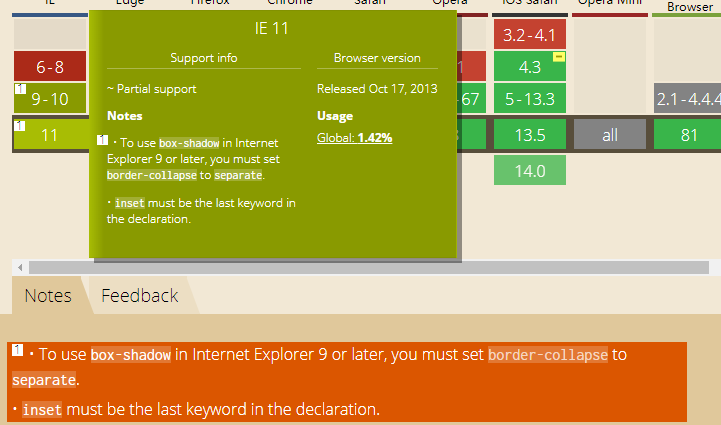 IE Edge Firefox Chrome Safari Opera iOS Safari Opera Mini Browser
IE 11
Support info
Browser version
~ Partial support
Released Oct 17, 2013
Notes
Usage
1 · To use box-shadow in Internet
Explorer 9 or later, you must set
border-collapse to separate.
Global: 1.42%
· inset must be the last keyword in
the declaration.
3.2-4.1
6-8 1 4.3
1 9-10 67 5-13.3 2.1-4.4.4
1 11 13.5 all 81
14.0
Notes Feedback
1 · To use box-shadow in Internet Explorer 9 or later, you must set border-collapse to
separate.
· inset must be the last keyword in the declaration.